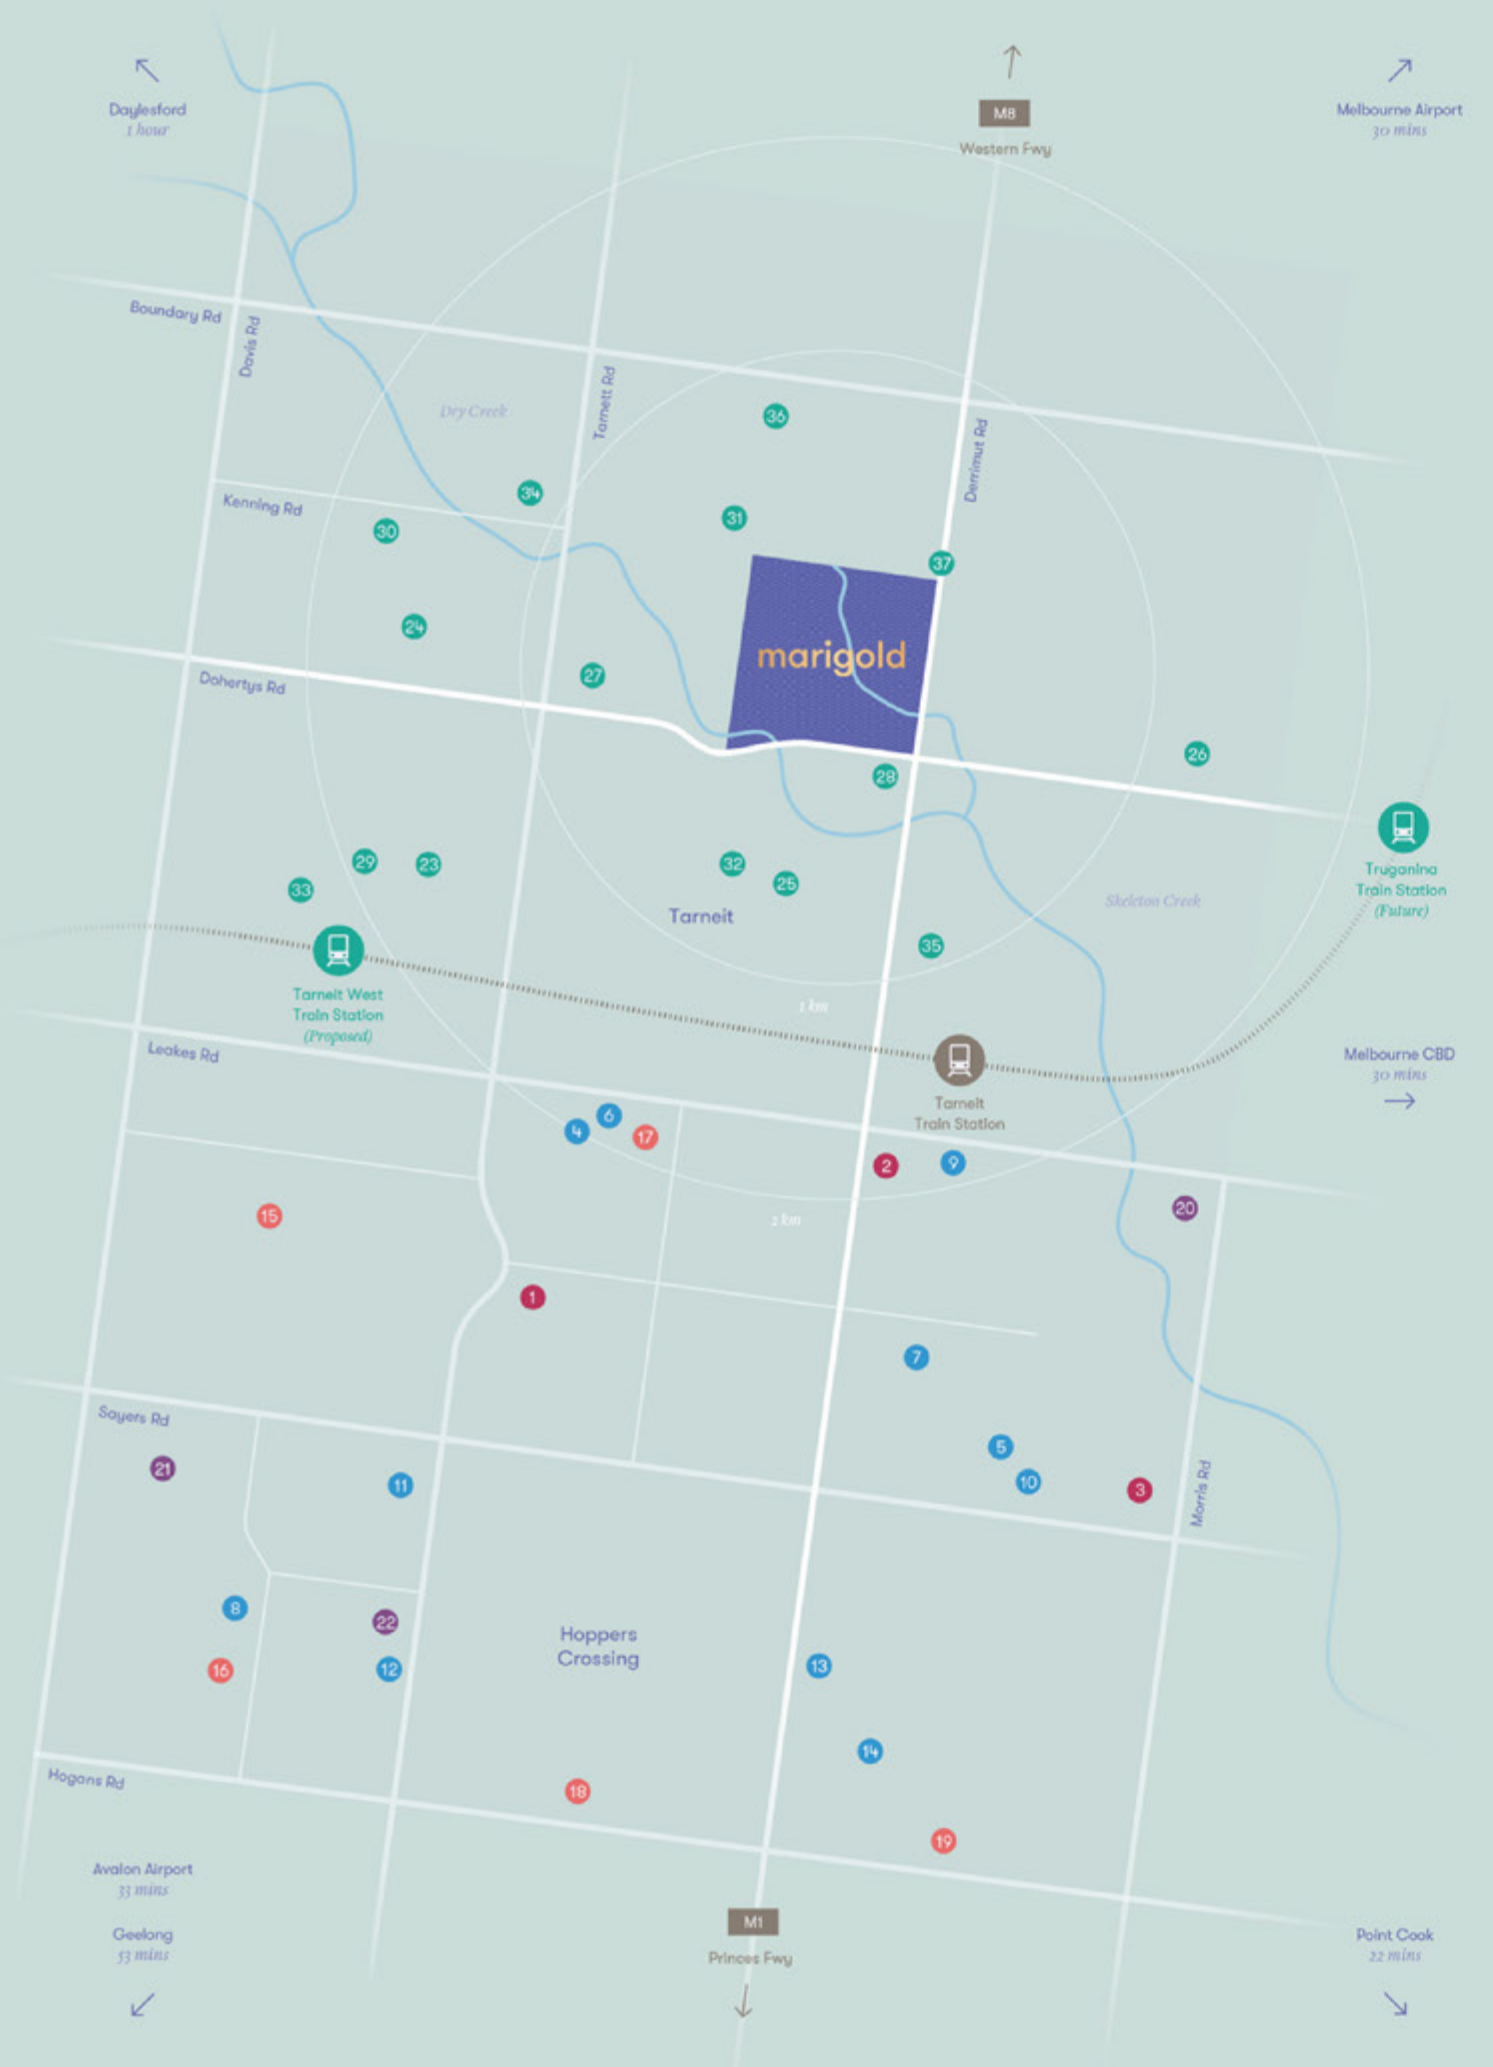 Daylesford
1 hour
M8
Western Fwy
Melbourne Airport
30 mins
Boundary Rd
Davis Rd
Tarnett Rd
Dry Creek
Derrimut Rd
36
34
Kenning Rd
30
31
37
24
marigold
27
Dohertys Rd
26
28
Truganina
Train Station
(Future)
29
23
32
25
33
Tarneit
Skeleton Creek
35
Tarneit West
Train Station
(Proposed)
1 km
Leakes Rd
Tarneit
Train Station
Melbourne CBD
30 mins
6
4
17
2
9
20
15
2 km
1
7
Sayers Rd
21
11
5
10
3
Morris Rd
8
22
16
12
Hoppers
Crossing
13
14
Hogans Rd
18
19
Avalon Airport
33 mins
Geelong
53 mins
M1
Princes Fwy
Point Cook
22 mins